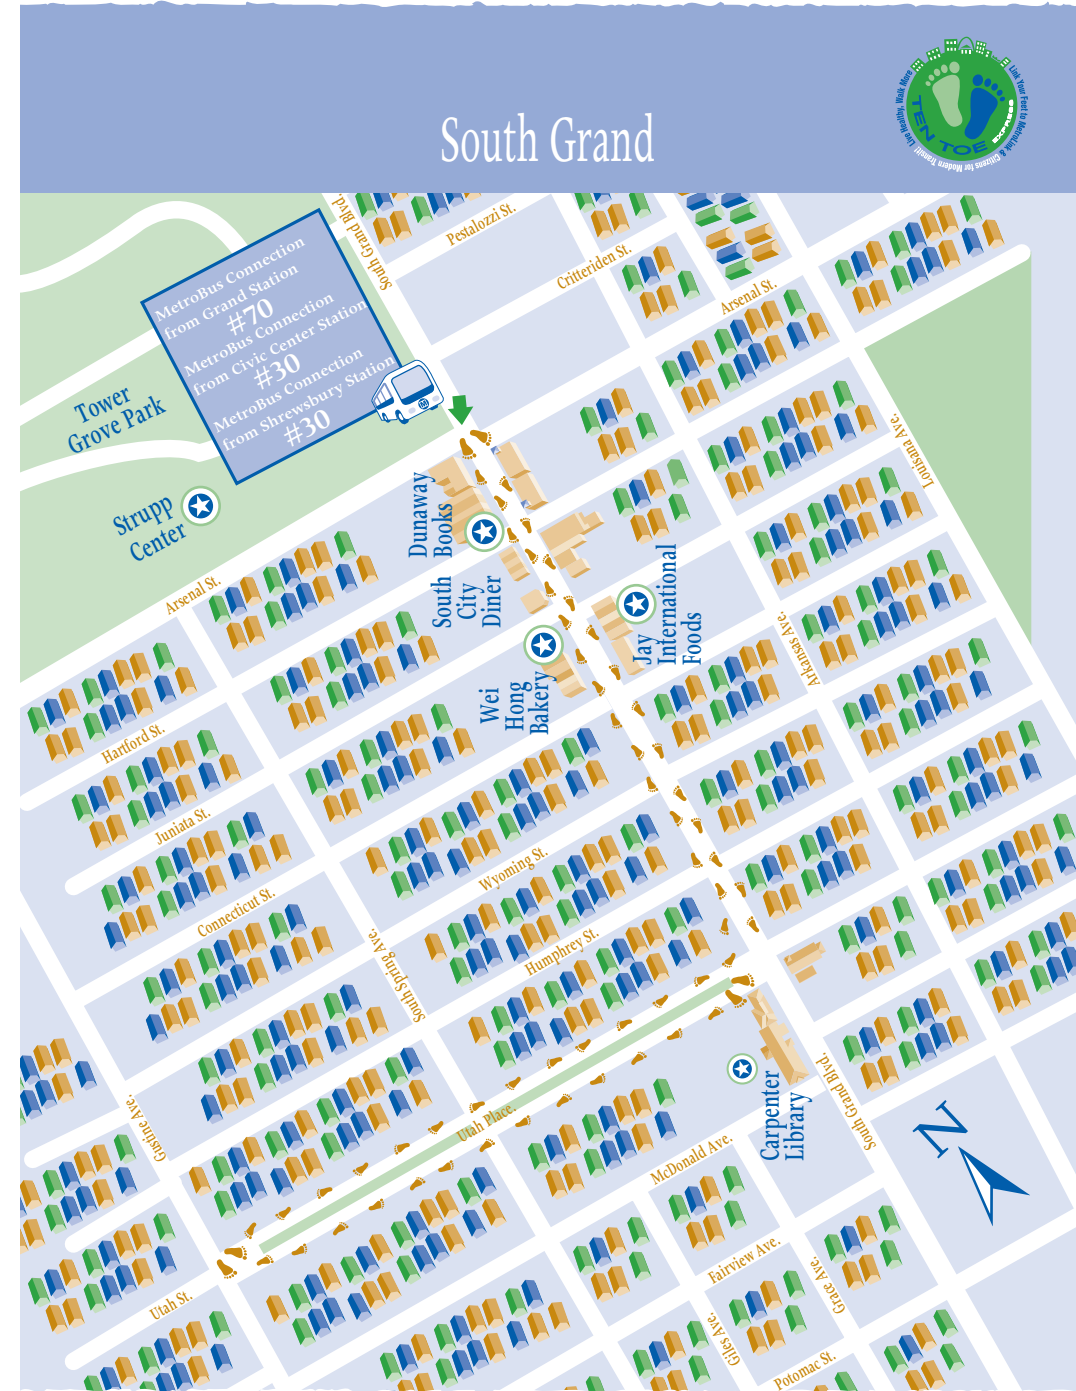 South Grand
Live Healthy, Walk More
Link Your Feet to MetroLink &
Citizens for Modern Transit!
TEN TOE
EXPRESS
South Grand Blvd.
Pestalozzi St.
Critteriden St.
Arsenal St.
MetroBus Connection
from Grand Station
#70
MetroBus Connection
from Civic Center Station
#30
MetroBus Connection
from Shrewsbury Station
#30
Tower
Grove Park
Strupp
Center
Louisana Ave.
Dunaway
Books
South
City
Diner
Jay
International
Foods
Wei
Hong
Bakery
Arsenal St.
Arkansas Ave.
Hartford St.
Juniata St.
Connecticut St.
Wyoming St.
Humphrey St.
South Spring Ave.
Gustine Ave.
Utah Place.
Carpenter
Library
South Grand Blvd.
N
McDonald Ave.
Fairview Ave.
Grace Ave.
Giles Ave.
Utah St.
Potomac St.